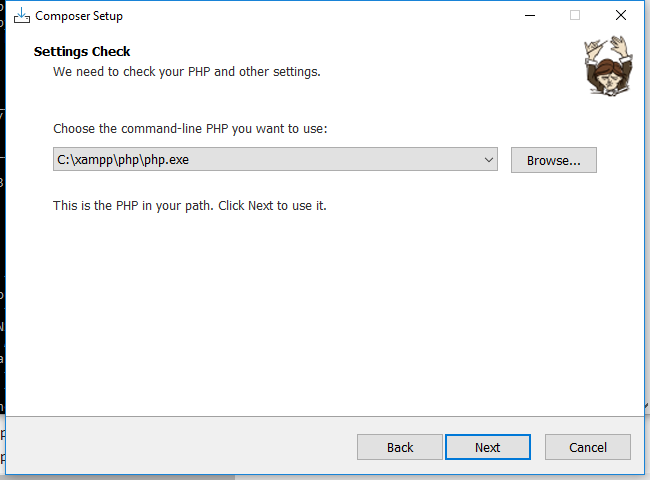 Composer Setup
Settings Check
We need to check your PHP and other settings.
Choose the command-line PHP you want to use:
C:\xampp\php\php.exe
Browse...
This is the PHP in your path. Click Next to use it.
Back
Next
Cancel